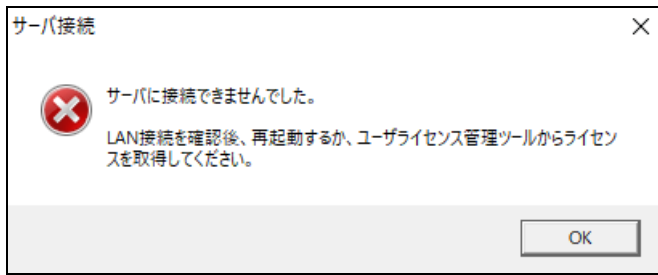 サーバ接続
サーバに接続できませんでした。
LAN接続を確認後、再起動するか、ユーザライセンス管理ツールからライセン
スを取得してください。
OK